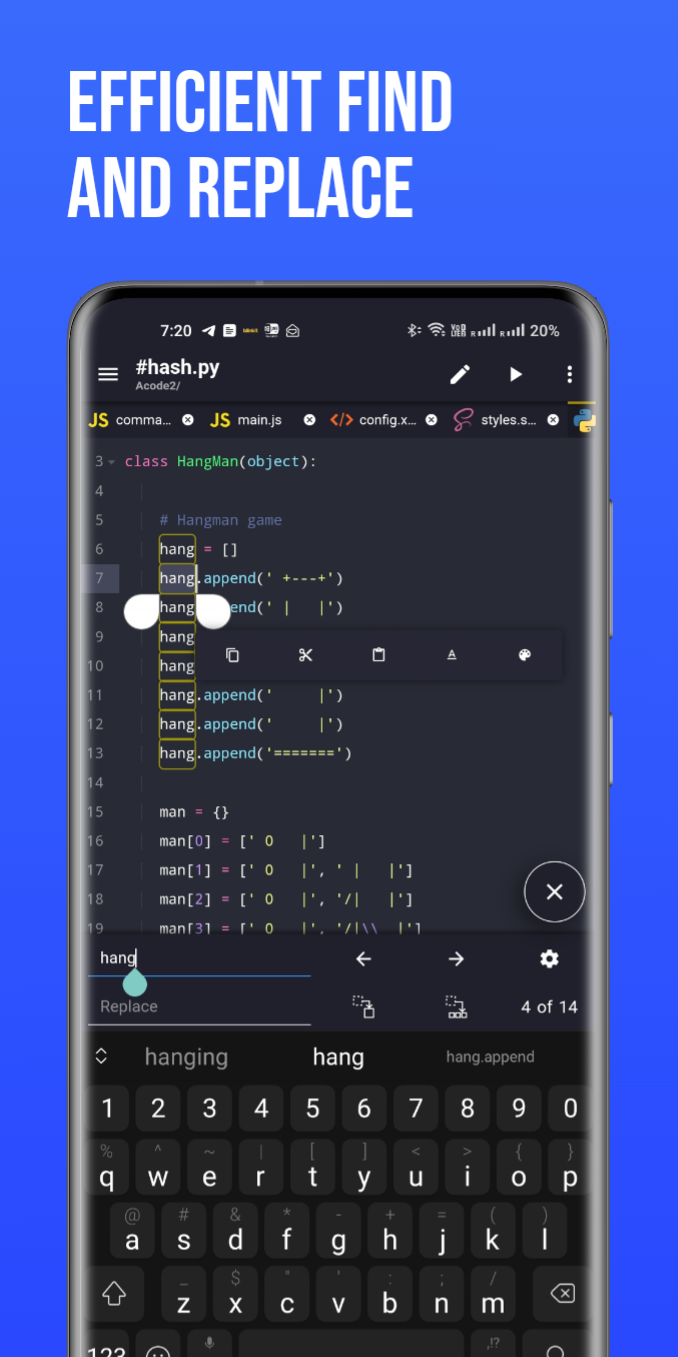 EFFICIENT FIND
AND REPLACE
7:20
20%
#hash.py
Acode2/
JS comma... JS main.js </> config.x... styles.s...
3 class HangMan(object):
4
5 # Hangman game
6 hang = []
7 hang.append(' +---+')
8 hang end(' |   |')
9 hang
10 hang
11 hang.append('     |')
12 hang.append('     |')
13 hang.append('=======')
14
15 man = {}
16 man[0] = [' 0   |']
17 man[1] = [' 0   |', ' |   |']
18 man[2] = [' 0   |', '/|   |']
19 man[3] = [' 0   |', '/|\\  |']
hang
Replace
4 of 14
hanging hang hang.append
1 2 3 4 5 6 7 8 9 0
% ^ ~ | [ ] < > { }
q w e r t y u i o p
@ # & * - + = ( )
a s d f g h j k l
_ $ " ' : ; /
z x c v b n m
,!?
123